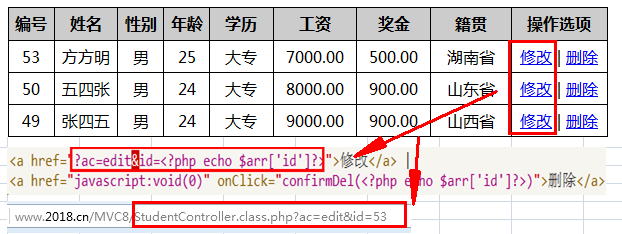 编号 姓名 性别 年龄 学历 工资 奖金 籍贯 操作选项
53 方方明 男 25 大专 7000.00 500.00 湖南省 修改 | 删除
50 五四张 男 24 大专 8000.00 900.00 山东省 修改 | 删除
49 张四五 男 24 大专 9000.00 900.00 山西省 修改 | 删除
<a href="?ac=edit&id=<?php echo $arr['id']?>">修改</a> |
<a href="javascript:void(0)" onClick="confirmDel(<?php echo $arr['id']?>)">删除</a>
www.2018.cn/MVC8/StudentController.class.php?ac=edit&id=53